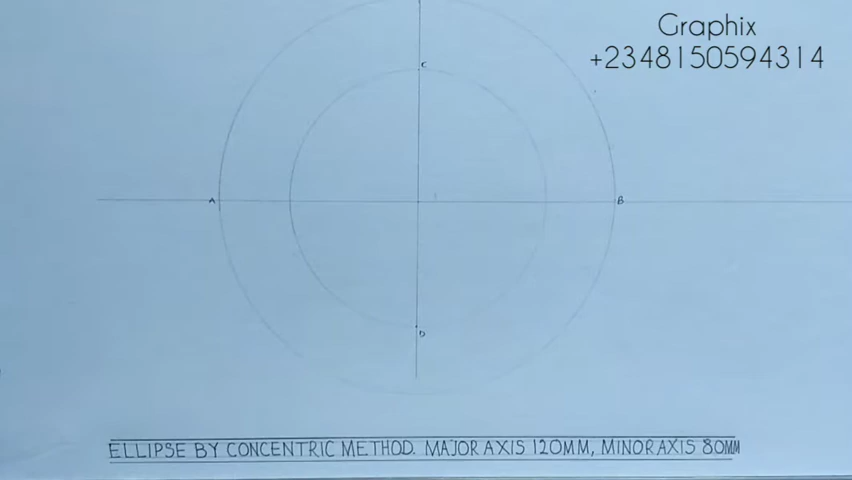 Graphix
+2348150594314
C
A
B
D
ELLIPSE BY CONCENTRIC METHOD. MAJOR AXIS 120MM, MINOR AXIS 80MM